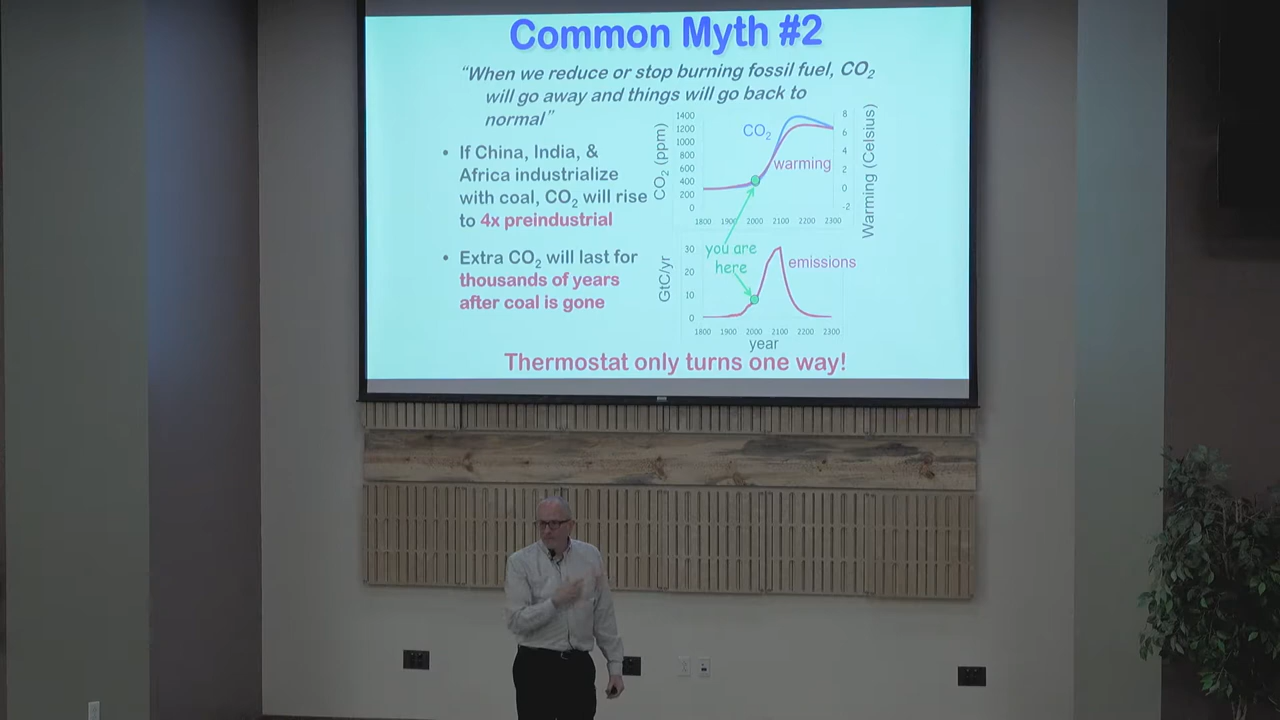 Common Myth #2
“When we reduce or stop burning fossil fuel, CO₂
will go away and things will go back to
normal”
• If China, India, &
Africa industrialize
with coal, CO₂ will rise
to 4x preindustrial
• Extra CO₂ will last for
thousands of years
after coal is gone
CO₂ (ppm)
1400
1200
1000
800
600
400
200
0
CO₂
warming
8
6
4
2
0
-2
Warming (Celsius)
1800 1900 2000 2100 2200 2300
you are
here
GtC/yr
30
20
10
0
emissions
1800 1900 2000 2100 2200 2300
year
Thermostat only turns one way!